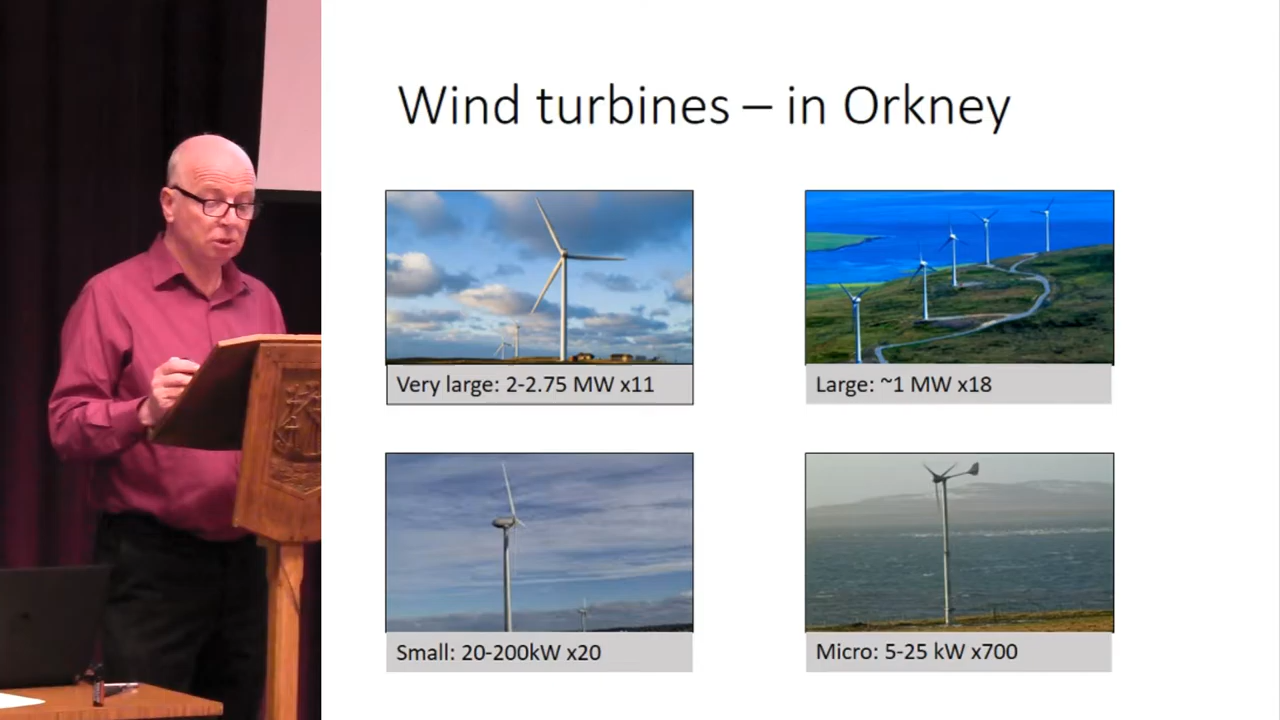 Wind turbines – in Orkney
Very large: 2-2.75 MW x11
Large: ~1 MW x18
Small: 20-200kW x20
Micro: 5-25 kW x700